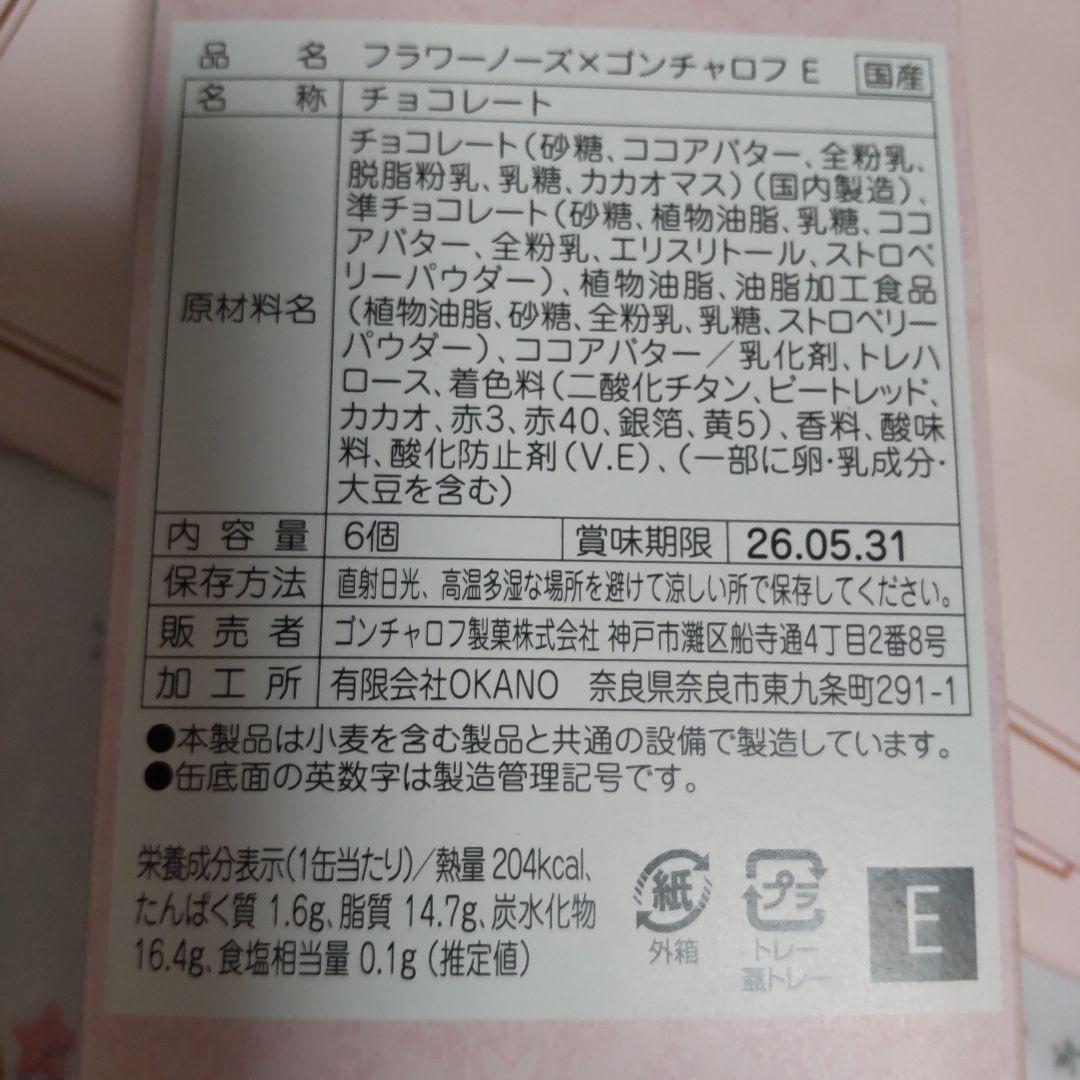 品名 フラワーノーズ×ゴンチャロフ E 国産
名称 チョコレート
原材料名
チョコレート(砂糖、ココアバター、全粉乳、
脱脂粉乳、乳糖、カカオマス)(国内製造)、
準チョコレート(砂糖、植物油脂、乳糖、ココ
アバター、全粉乳、エリスリトール、ストロベ
リーパウダー)、植物油脂、油脂加工食品
(植物油脂、砂糖、全粉乳、乳糖、ストロベリー
パウダー)、ココアバター/乳化剤、トレハ
ロース、着色料(二酸化チタン、ビートレッド、
カカオ、赤3、赤40、銀箔、黄5)、香料、酸味
料、酸化防止剤(V.E)、(一部に卵・乳成分・
大豆を含む)
内容量 6個 賞味期限 26.05.31
保存方法 直射日光、高温多湿な場所を避けて涼しい所で保存してください。
販売者 ゴンチャロフ製菓株式会社 神戸市灘区船寺通4丁目2番8号
加工所 有限会社OKANO 奈良県奈良市東九条町291-1
●本製品は小麦を含む製品と共通の設備で製造しています。
●缶底面の英数字は製造管理記号です。
栄養成分表示(1缶当たり)/熱量 204kcal、
たんぱく質 1.6g、脂質 14.7g、炭水化物
16.4g、食塩相当量 0.1g (推定値)
紙
外箱
プラ
トレー
蓋トレー
E